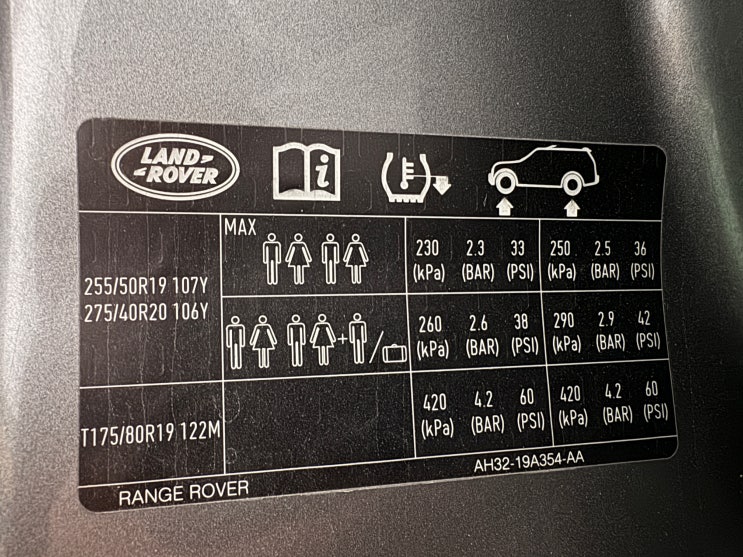 LAND-
-ROVER
i
MAX
230 2.3 33 250 2.5 36
(kPa) (BAR) (PSI) (kPa) (BAR) (PSI)
255/50R19 107Y
275/40R20 106Y
+ /
260 2.6 38 290 2.9 42
(kPa) (BAR) (PSI) (kPa) (BAR) (PSI)
T175/80R19 122M
420 4.2 60 420 4.2 60
(kPa) (BAR) (PSI) (kPa) (BAR) (PSI)
RANGE ROVER AH32-19A354-AA